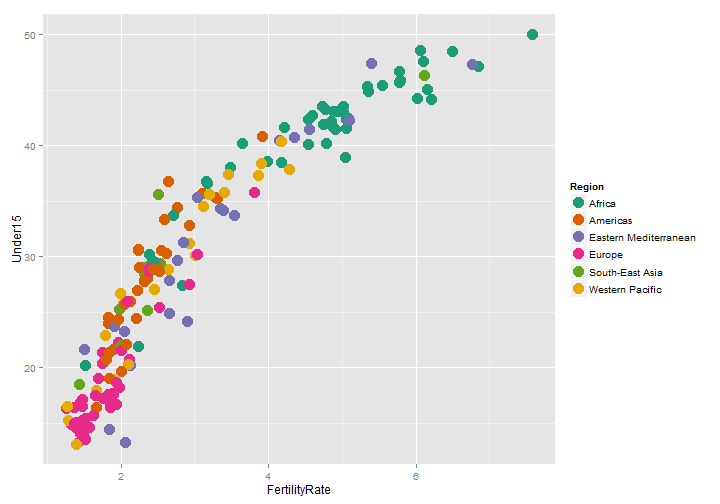 50
40
30
20
Under15
2
4
6
FertilityRate
Region
Africa
Americas
Eastern Mediterranean
Europe
South-East Asia
Western Pacific